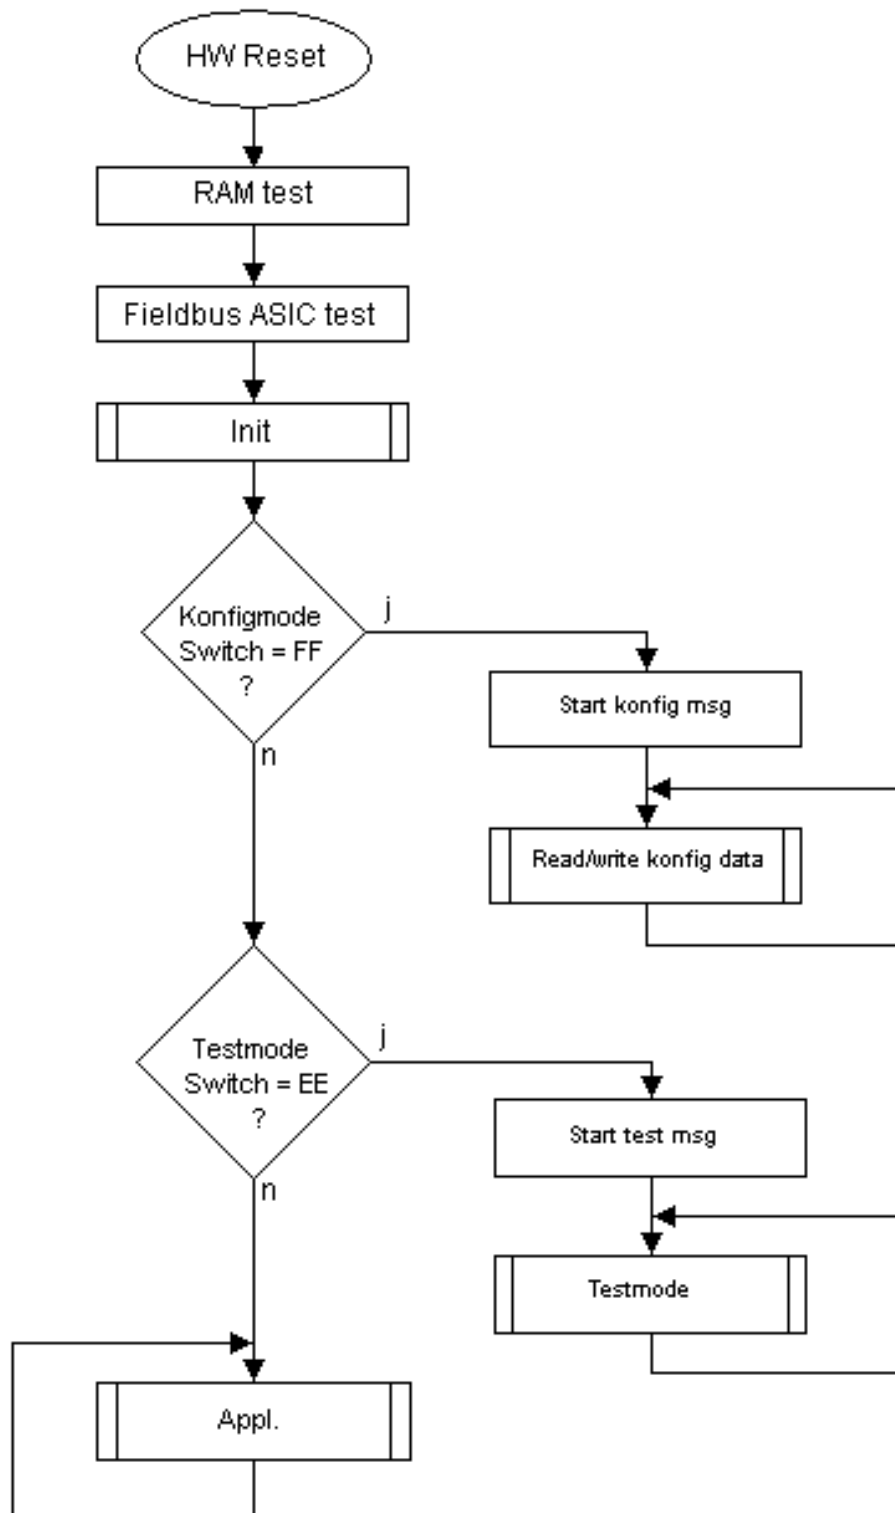 HW Reset
RAM test
Fieldbus ASIC test
Init
Konfigmode
Switch = FF
?
j
n
Start konfig msg
Read/write konfig data
Testmode
Switch = EE
?
j
n
Start test msg
Testmode
Appl.